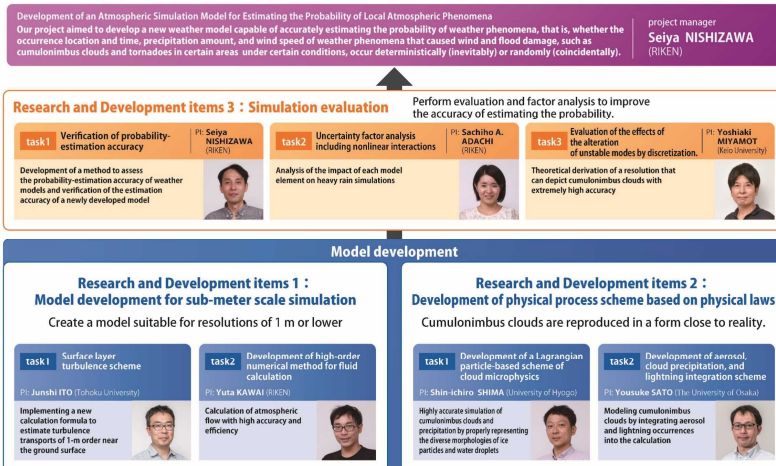 Development of an Atmospheric Simulation Model for Estimating the Probability of Local Atmospheric Phenomena
Our project aimed to develop a new weather model capable of accurately estimating the probability of weather phenomena, that is, whether the
occurrence location and time, precipitation amount, and wind speed of weather phenomena that caused wind and flood damage, such as
cumulonimbus clouds and tornadoes in certain areas under certain conditions, occur deterministically (inevitably) or randomly (coincidentally).
project manager
Seiya NISHIZAWA
(RIKEN)
Research and Development items 3：Simulation evaluation
Perform evaluation and factor analysis to improve
the accuracy of estimating the probability.
task1 Verification of probability-
estimation accuracy
PI: Seiya
NISHIZAWA
(RIKEN)
Development of a method to assess
the probability-estimation accuracy of weather
models and verification of the estimation
accuracy of a newly developed model
task2 Uncertainty factor analysis
including nonlinear interactions
PI: Sachiho A.
ADACHI
(RIKEN)
Analysis of the impact of each model
element on heavy rain simulations
task3 Evaluation of the effects of
the alteration
of unstable modes by discretization.
PI: Yoshiaki
MIYAMOT
(Keio University)
Theoretical derivation of a resolution that
can depict cumulonimbus clouds with
extremely high accuracy
Model development
Research and Development items 1：
Model development for sub-meter scale simulation
Create a model suitable for resolutions of 1 m or lower
task1 Surface layer
turbulence scheme
PI: Junshi ITO (Tohoku University)
Implementing a new
calculation formula to
estimate turbulence
transports of 1-m order near
the ground surface
task2 Development of high-order
numerical method for fluid
calculation
PI: Yuta KAWAI (RIKEN)
Calculation of atmospheric
flow with high accuracy and
efficiency
Research and Development items 2：
Development of physical process scheme based on physical laws
Cumulonimbus clouds are reproduced in a form close to reality.
task1 Development of a Lagrangian
particle-based scheme of
cloud microphysics
PI: Shin-ichiro SHIMA (University of Hyogo)
Highly accurate simulation of
cumulonimbus clouds and
precipitation by properly representing
the diverse morphologies of ice
particles and water droplets
task2 Development of aerosol,
cloud precipitation, and
lightning integration scheme
PI: Yousuke SATO (The University of Osaka)
Modeling cumulonimbus
clouds by integrating aerosol
and lightning occurrences
into the calculation